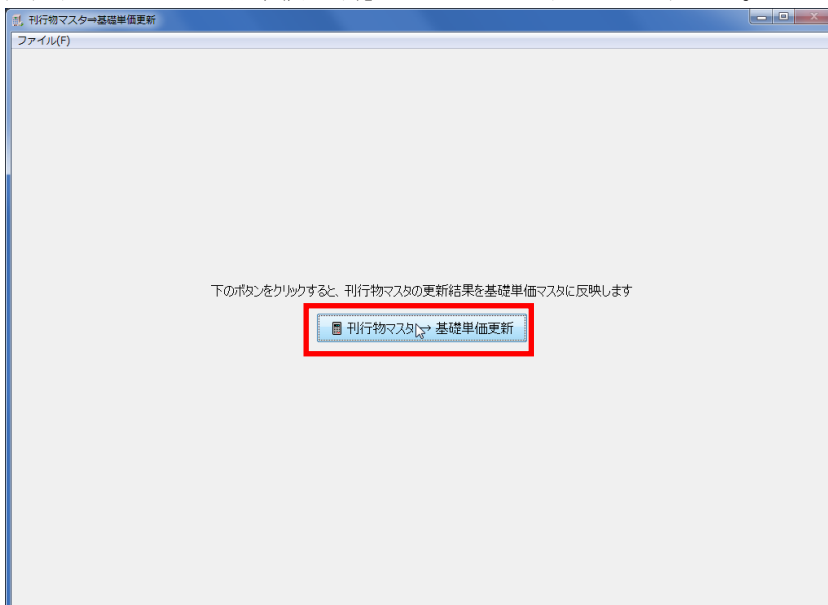 刊行物マスタ⇒基礎単価更新
ファイル(F)
下のボタンをクリックすると、刊行物マスタの更新結果を基礎単価マスタに反映します
刊行物マスタ→ 基礎単価更新